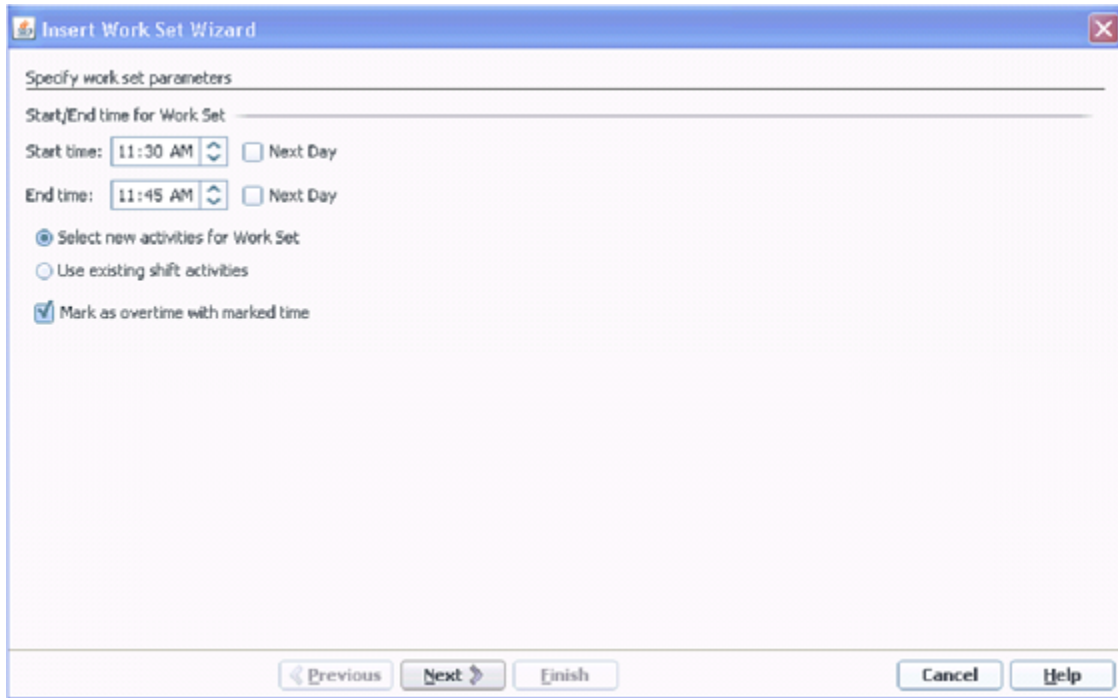 Insert Work Set Wizard
Specify work set parameters
Start/End time for Work Set
Start time: 11:30 AM Next Day
End time: 11:45 AM Next Day
Select new activities for Work Set
Use existing shift activities
Mark as overtime with marked time
Previous Next Finish Cancel Help